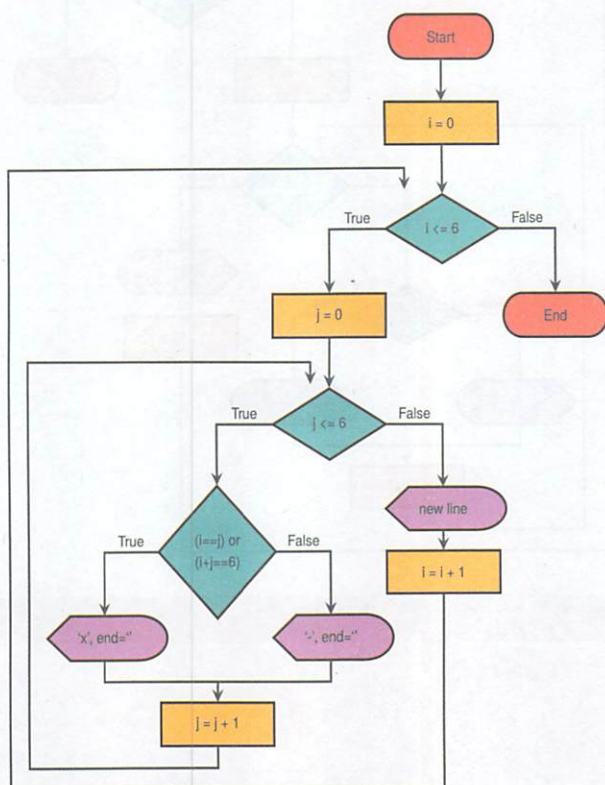 Start
i = 0
True
False
i <= 6
j = 0
End
True
False
j <= 6
new line
(i==j) or
(i+j==6)
True
False
i = i + 1
'x', end=''
'-', end=''
j = j + 1